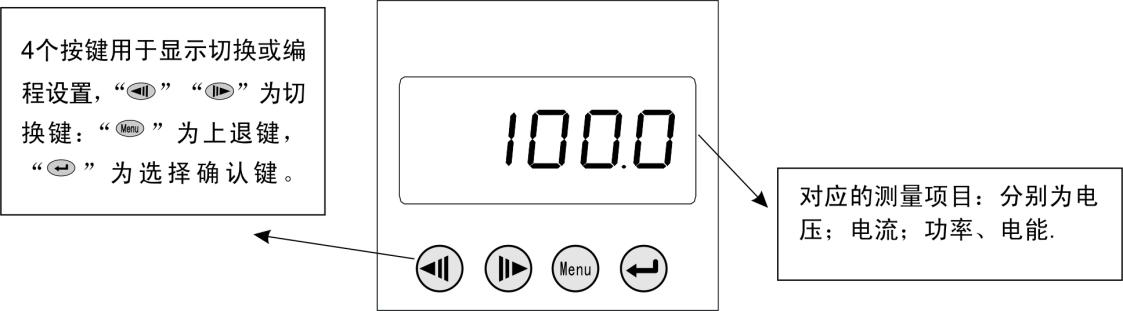 4个按键用于显示切换或编
程设置，“” “”为切
换键：“Menu”为上退键，
“”为选择确认键。
100.0
对应的测量项目：分别为电
压；电流；功率、电能.
Menu